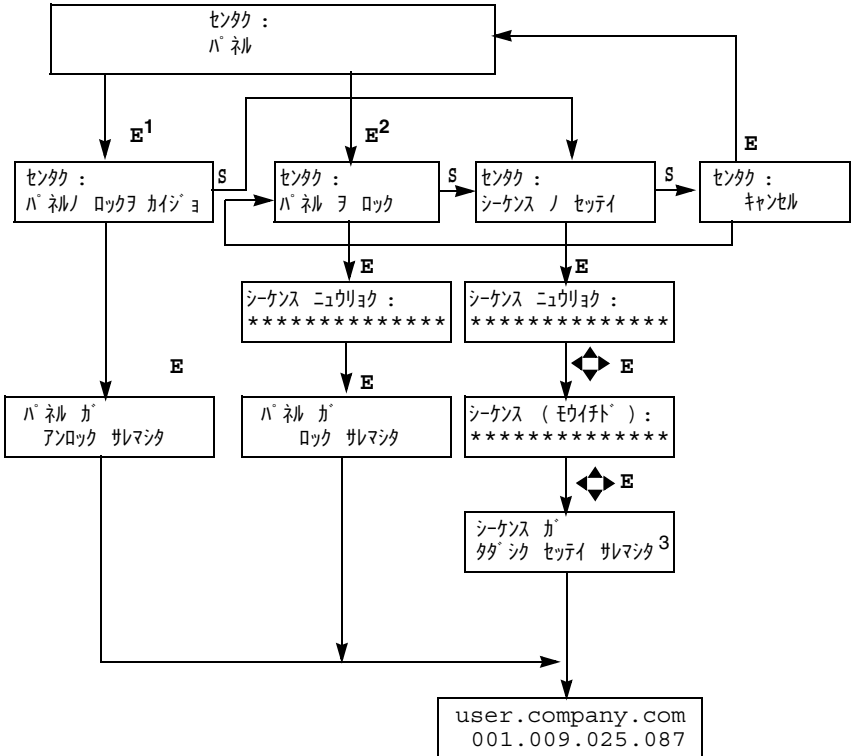 センタク :
パネル
E1
E2
E
センタク :
パネルノ ロックヲ カイジョ
S
センタク :
パネル ヲ ロック
S
センタク :
シーケンス ノ セッテイ
S
センタク :
キャンセル
E
E
シーケンス ニュウリョク :
**************
シーケンス ニュウリョク :
**************
E
E
E
パネル ガ
アンロック サレマシタ
パネル ガ
ロック サレマシタ
シーケンス (モウイチド) :
**************
E
シーケンス ガ
タダシク セッテイ サレマシタ3
user.company.com
001.009.025.087